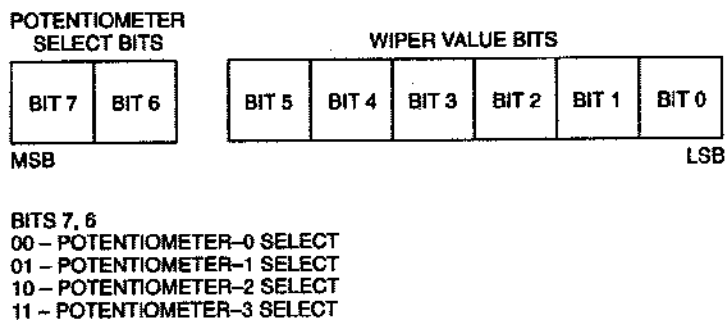 POTENTIOMETER
SELECT BITS
WIPER VALUE BITS
BIT 7 BIT 6 BIT 5 BIT 4 BIT 3 BIT 2 BIT 1 BIT 0
MSB LSB
BITS 7, 6
00 – POTENTIOMETER–0 SELECT
01 – POTENTIOMETER–1 SELECT
10 – POTENTIOMETER–2 SELECT
11 – POTENTIOMETER–3 SELECT